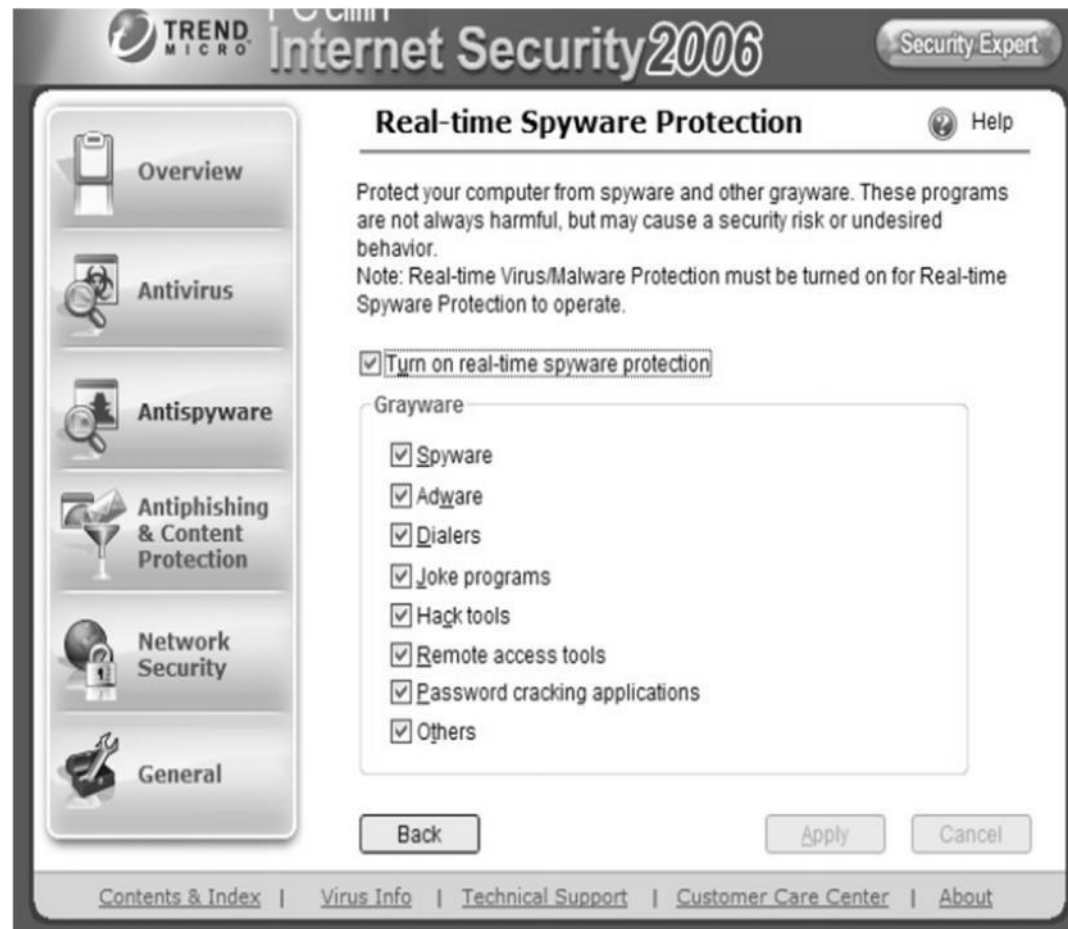 TREND
MICRO
Internet Security 2006
Security Expert
Overview
Antivirus
Antispyware
Antiphishing
& Content
Protection
Network
Security
General
Real-time Spyware Protection
Help
Protect your computer from spyware and other grayware. These programs
are not always harmful, but may cause a security risk or undesired
behavior.
Note: Real-time Virus/Malware Protection must be turned on for Real-time
Spyware Protection to operate.
Turn on real-time spyware protection
Grayware
Spyware
Adware
Dialers
Joke programs
Hack tools
Remote access tools
Password cracking applications
Others
Back
Apply
Cancel
Contents & Index | Virus Info | Technical Support | Customer Care Center | About